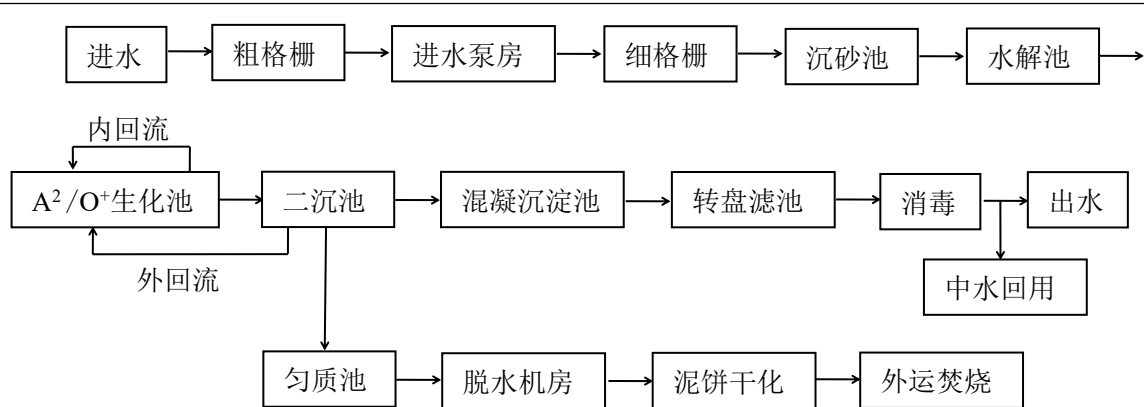 进水 粗格栅 进水泵房 细格栅 沉砂池 水解池
内回流
A²/O⁺生化池 二沉池 混凝沉淀池 转盘滤池 消毒 出水
外回流
中水回用
匀质池 脱水机房 泥饼干化 外运焚烧